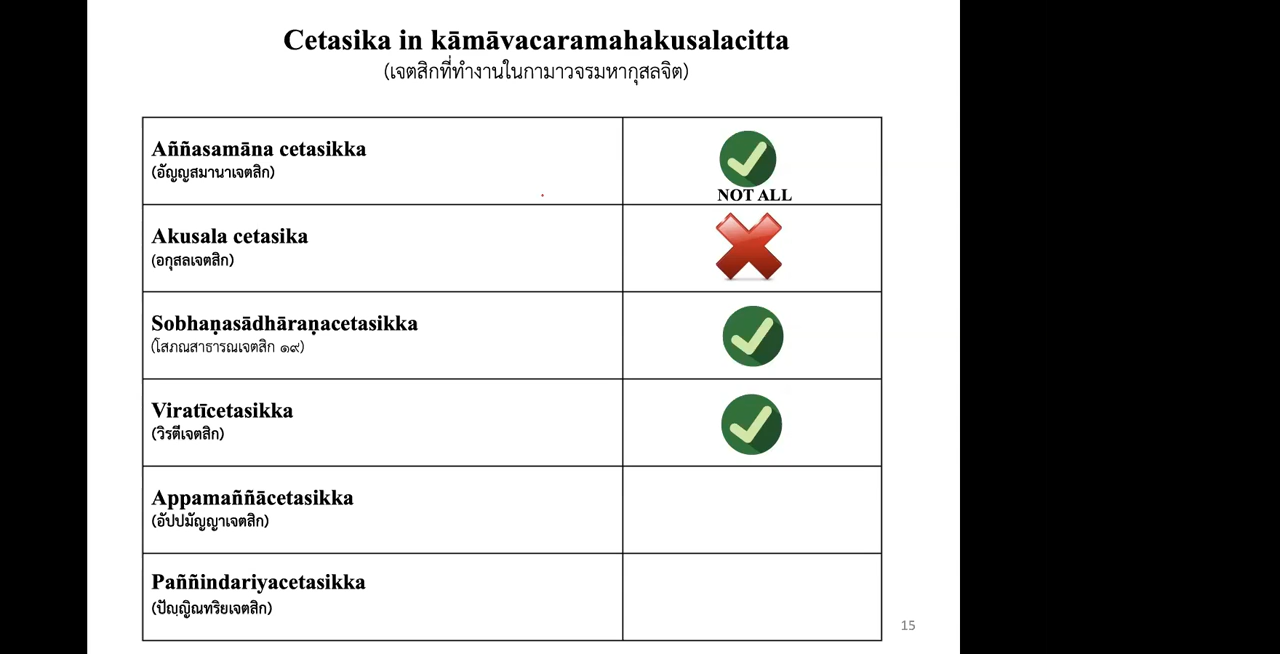 Cetasika in kāmāvacaramahakusalacitta
(เจตสิกที่ทำงานในกามาวจรมหากุสลจิต)
Aññasamāna cetasikka
(อัญญสมานาเจตสิก)
NOT ALL
Akusala cetasika
(อกุสลเจตสิก)
Sobhaṇasādhāraṇacetasikka
(โสภณสาธารณเจตสิก ๑๙)
Viratīcetasikka
(วิรตีเจตสิก)
Appamaññācetasikka
(อัปปมัญญาเจตสิก)
Paññindariyacetasikka
(ปัญฺญิณทริยเจตสิก)
15